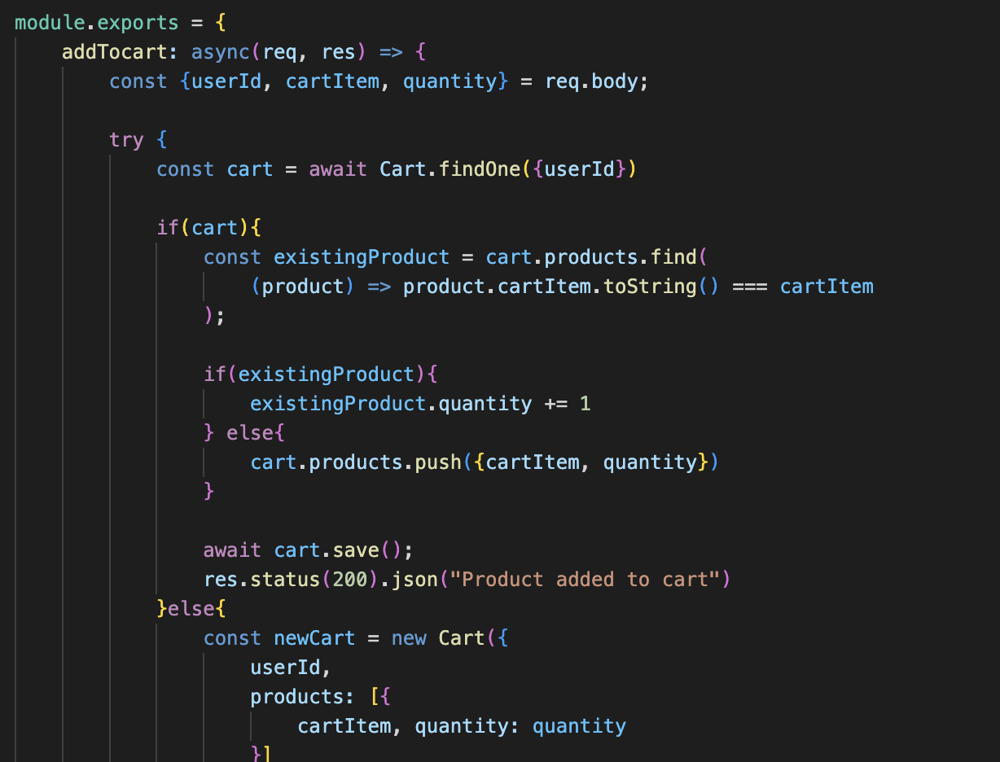 module.exports = {
addTocart: async(req, res) => {
const {userId, cartItem, quantity} = req.body;
try {
const cart = await Cart.findOne({userId})
if(cart){
const existingProduct = cart.products.find(
(product) => product.cartItem.toString() === cartItem
);
if(existingProduct){
existingProduct.quantity += 1
} else{
cart.products.push({cartItem, quantity})
}
await cart.save();
res.status(200).json("Product added to cart")
}else{
const newCart = new Cart({
userId,
products: [{
cartItem, quantity: quantity
}]